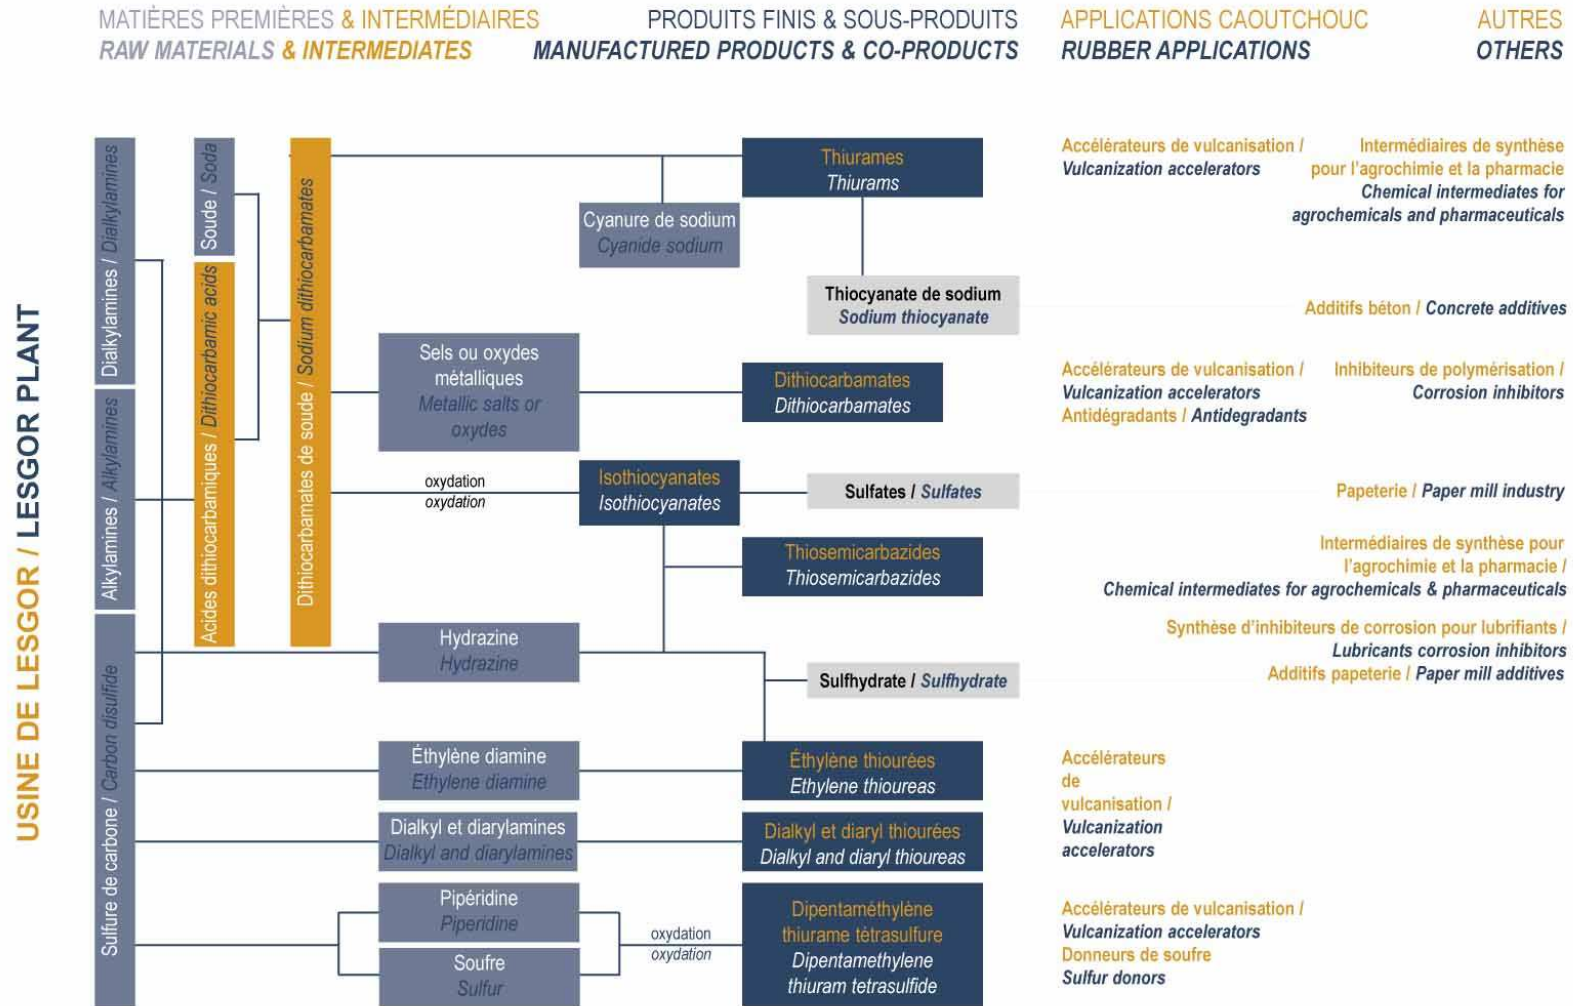 MATIÈRES PREMIÈRES & INTERMÉDIAIRES
RAW MATERIALS & INTERMEDIATES
PRODUITS FINIS & SOUS-PRODUITS
MANUFACTURED PRODUCTS & CO-PRODUCTS
APPLICATIONS CAOUTCHOUC
RUBBER APPLICATIONS
AUTRES
OTHERS
USINE DE LESGOR / LESGOR PLANT
Dialkylamines / Dialkylamines
Alkylamines / Alkylamines
Sulfure de carbone / Carbon disulfide
Soude / Soda
Acides dithiocarbamiques / Dithiocarbamic acids
Dithiocarbamates de soude / Sodium dithiocarbamates
Thiurames
Thiurams
Accélérateurs de vulcanisation /
Vulcanization accelerators
Intermédiaires de synthèse
pour l'agrochimie et la pharmacie
Chemical intermediates for
agrochemicals and pharmaceuticals
Cyanure de sodium
Cyanide sodium
Thiocyanate de sodium
Sodium thiocyanate
Additifs béton / Concrete additives
Sels ou oxydes
métalliques
Metallic salts or
oxydes
Dithiocarbamates
Dithiocarbamates
Accélérateurs de vulcanisation /
Vulcanization accelerators
Antidégradants / Antidegradants
Inhibiteurs de polymérisation /
Corrosion inhibitors
oxydation
oxydation
Isothiocyanates
Isothiocyanates
Sulfates / Sulfates
Papeterie / Paper mill industry
Thiosemicarbazides
Thiosemicarbazides
Intermédiaires de synthèse pour
l'agrochimie et la pharmacie /
Chemical intermediates for agrochemicals & pharmaceuticals
Hydrazine
Hydrazine
Sulfhydrate / Sulfhydrate
Synthèse d'inhibiteurs de corrosion pour lubrifiants /
Lubricants corrosion inhibitors
Additifs papeterie / Paper mill additives
Éthylène diamine
Ethylene diamine
Éthylène thiourées
Ethylene thioureas
Accélérateurs
de
vulcanisation /
Vulcanization
accelerators
Dialkyl et diarylamines
Dialkyl and diarylamines
Dialkyl et diaryl thiourées
Dialkyl and diaryl thioureas
Pipéridine
Piperidine
Soufre
Sulfur
oxydation
oxydation
Dipentaméthylène
thiurame tétrasulfure
Dipentamethylene
thiuram tetrasulfide
Accélérateurs de vulcanisation /
Vulcanization accelerators
Donneurs de soufre
Sulfur donors